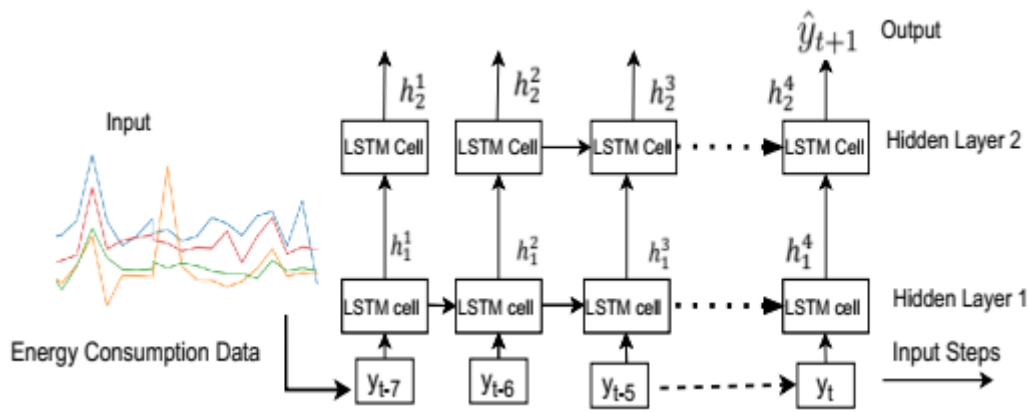 ŷₜ₊₁ Output
h₂¹ h₂² h₂³ h₂⁴
Input
LSTM Cell LSTM Cell LSTM Cell LSTM Cell Hidden Layer 2
h₁¹ h₁² h₁³ h₁⁴
LSTM cell LSTM cell LSTM cell LSTM cell Hidden Layer 1
Energy Consumption Data Input Steps
yt-7 yt-6 yt-5 yt